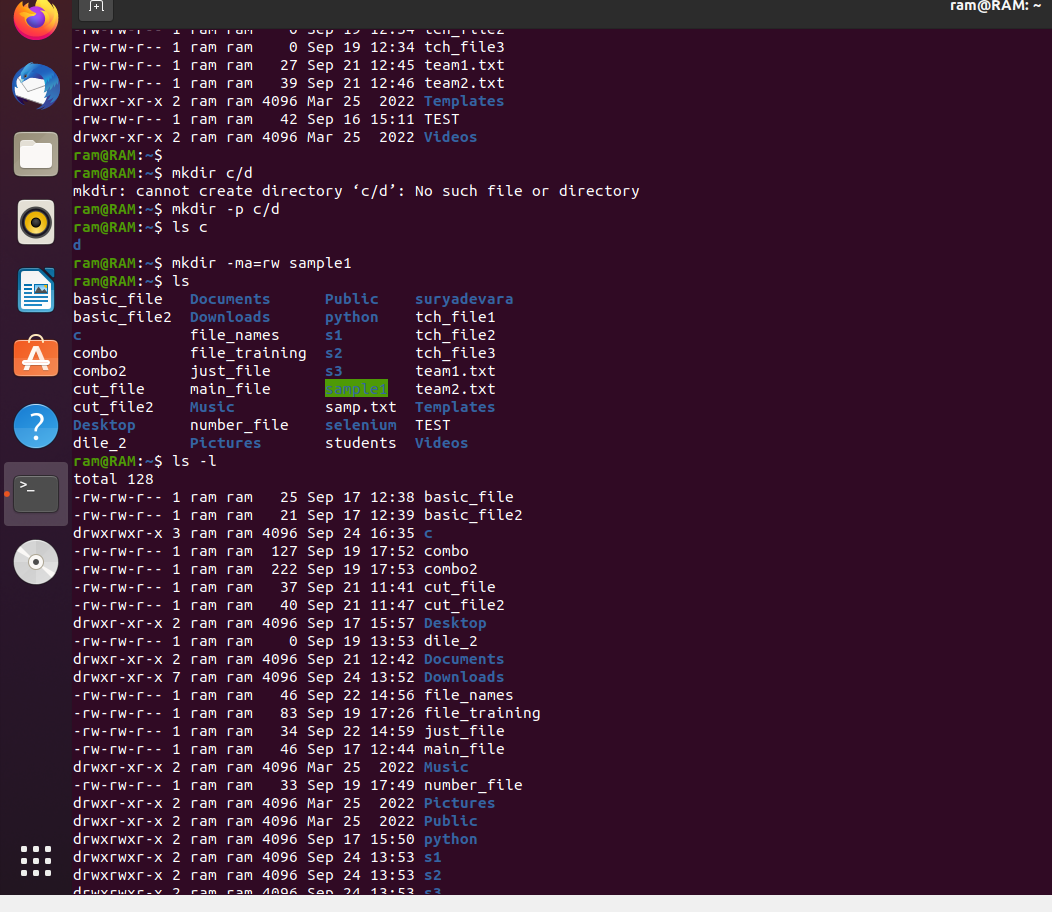 ram@RAM: ~
-rw-rw-r-- 1 ram ram    0 Sep 19 12:34 tch_file2
-rw-rw-r-- 1 ram ram    0 Sep 19 12:34 tch_file3
-rw-rw-r-- 1 ram ram   27 Sep 21 12:45 team1.txt
-rw-rw-r-- 1 ram ram   39 Sep 21 12:46 team2.txt
drwxr-xr-x 2 ram ram 4096 Mar 25  2022 Templates
-rw-rw-r-- 1 ram ram   42 Sep 16 15:11 TEST
drwxr-xr-x 2 ram ram 4096 Mar 25  2022 Videos
ram@RAM:~$
ram@RAM:~$ mkdir c/d
mkdir: cannot create directory ‘c/d’: No such file or directory
ram@RAM:~$ mkdir -p c/d
ram@RAM:~$ ls c
d
ram@RAM:~$ mkdir -ma=rw sample1
ram@RAM:~$ ls
basic_file   Documents      Public    suryadevara
basic_file2  Downloads      python    tch_file1
c            file_names     s1        tch_file2
combo        file_training  s2        tch_file3
combo2       just_file      s3        team1.txt
cut_file     main_file      sample1   team2.txt
cut_file2    Music          samp.txt  Templates
Desktop      number_file    selenium  TEST
dile_2       Pictures       students  Videos
ram@RAM:~$ ls -l
total 128
-rw-rw-r-- 1 ram ram   25 Sep 17 12:38 basic_file
-rw-rw-r-- 1 ram ram   21 Sep 17 12:39 basic_file2
drwxrwxr-x 3 ram ram 4096 Sep 24 16:35 c
-rw-rw-r-- 1 ram ram  127 Sep 19 17:52 combo
-rw-rw-r-- 1 ram ram  222 Sep 19 17:53 combo2
-rw-rw-r-- 1 ram ram   37 Sep 21 11:41 cut_file
-rw-rw-r-- 1 ram ram   40 Sep 21 11:47 cut_file2
drwxr-xr-x 2 ram ram 4096 Sep 17 15:57 Desktop
-rw-rw-r-- 1 ram ram    0 Sep 19 13:53 dile_2
drwxr-xr-x 2 ram ram 4096 Sep 21 12:42 Documents
drwxr-xr-x 7 ram ram 4096 Sep 24 13:52 Downloads
-rw-rw-r-- 1 ram ram   46 Sep 22 14:56 file_names
-rw-rw-r-- 1 ram ram   83 Sep 19 17:26 file_training
-rw-rw-r-- 1 ram ram   34 Sep 22 14:59 just_file
-rw-rw-r-- 1 ram ram   46 Sep 17 12:44 main_file
drwxr-xr-x 2 ram ram 4096 Mar 25  2022 Music
-rw-rw-r-- 1 ram ram   33 Sep 19 17:49 number_file
drwxr-xr-x 2 ram ram 4096 Mar 25  2022 Pictures
drwxr-xr-x 2 ram ram 4096 Mar 25  2022 Public
drwxrwxr-x 2 ram ram 4096 Sep 17 15:50 python
drwxrwxr-x 2 ram ram 4096 Sep 24 13:53 s1
drwxrwxr-x 2 ram ram 4096 Sep 24 13:53 s2
drwxrwxr-x 2 ram ram 4096 Sep 24 13:53 s3